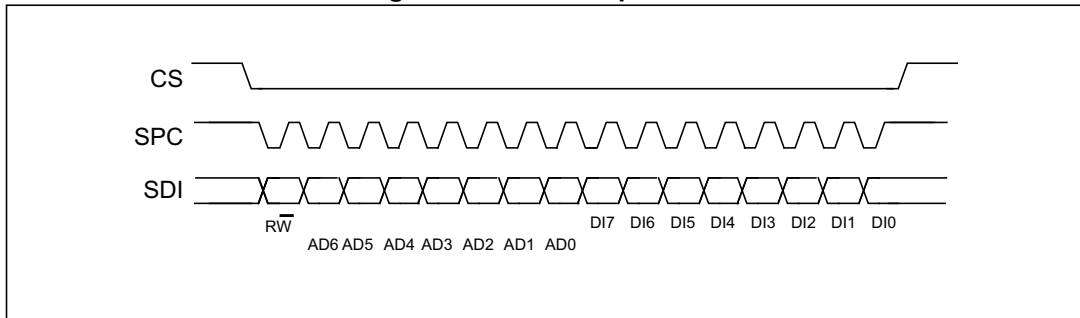 CS
SPC
SDI
RW̅ DI7 DI6 DI5 DI4 DI3 DI2 DI1 DI0
AD6 AD5 AD4 AD3 AD2 AD1 AD0